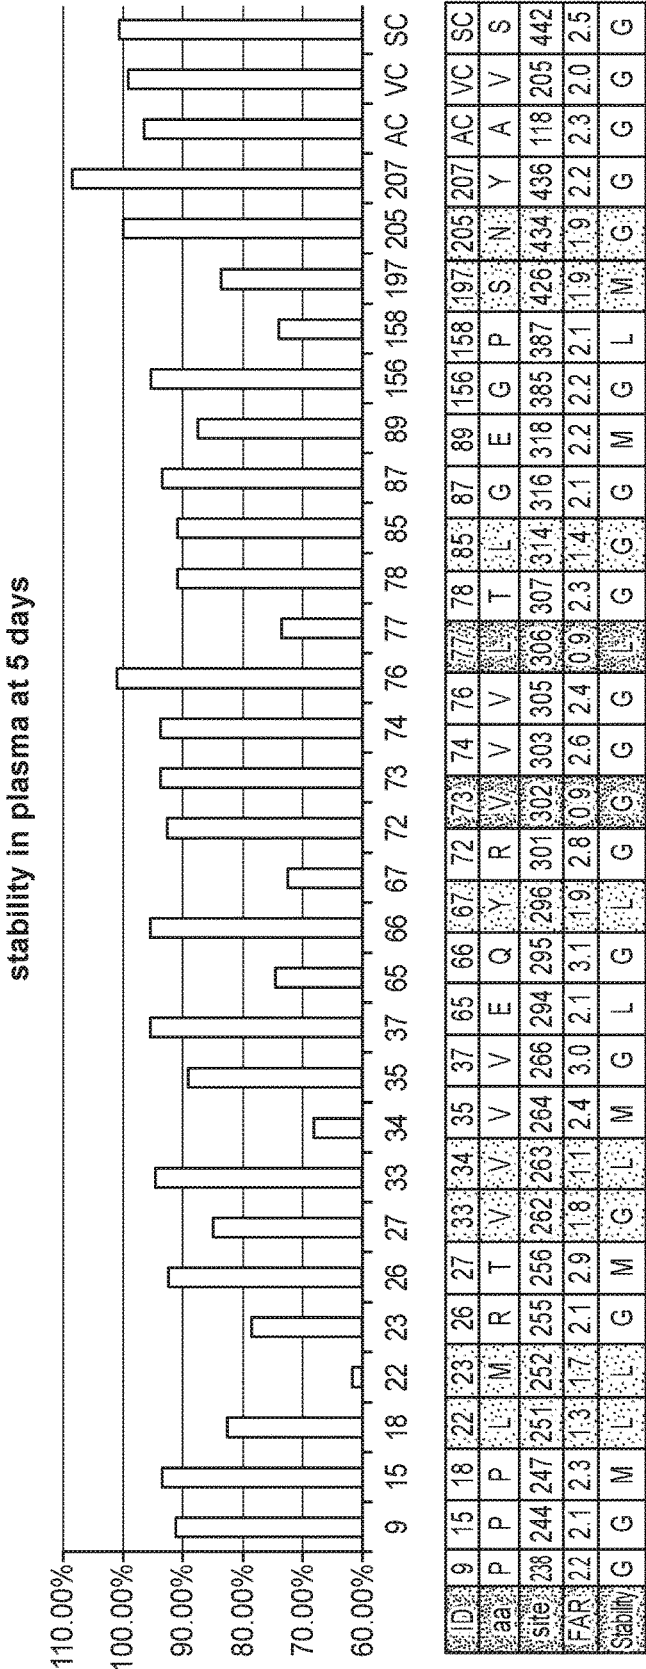 stability in plasma at 5 days
110.00%
100.00%
90.00%
80.00%
70.00%
60.00%
9 15 18 22 23 26 27 33 34 35 37 65 66 67 72 73 74 76 77 78 85 87 89 156 158 197 205 207 AC VC SC
ID 9 15 18 22 23 26 27 33 34 35 37 65 66 67 72 73 74 76 77 78 85 87 89 156 158 197 205 207 AC VC SC
aa P P P L M R T V V V V E Q Y R V V V L T L G E G P S N Y A V S
site 238 244 247 251 252 255 256 262 263 264 266 294 295 296 301 302 303 305 306 307 314 316 318 385 387 426 434 436 118 205 442
FAR 2.2 2.1 2.3 1.3 1.7 2.1 2.9 1.8 1.1 2.4 3.0 2.1 3.1 1.9 2.8 0.9 2.6 2.4 0.9 2.3 1.4 2.1 2.2 2.2 2.1 1.9 1.9 2.2 2.3 2.0 2.5
Stability G G M L L G M G L M G L G L G G G G L G G G M G L M G G G G G